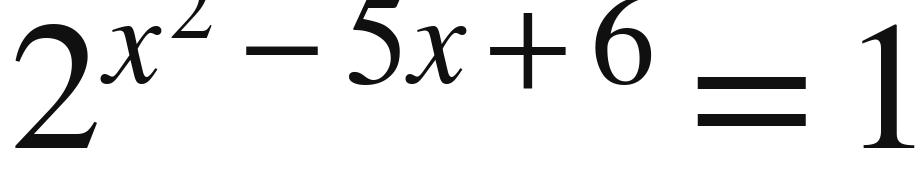 2^{x^2 − 5x + 6} = 1